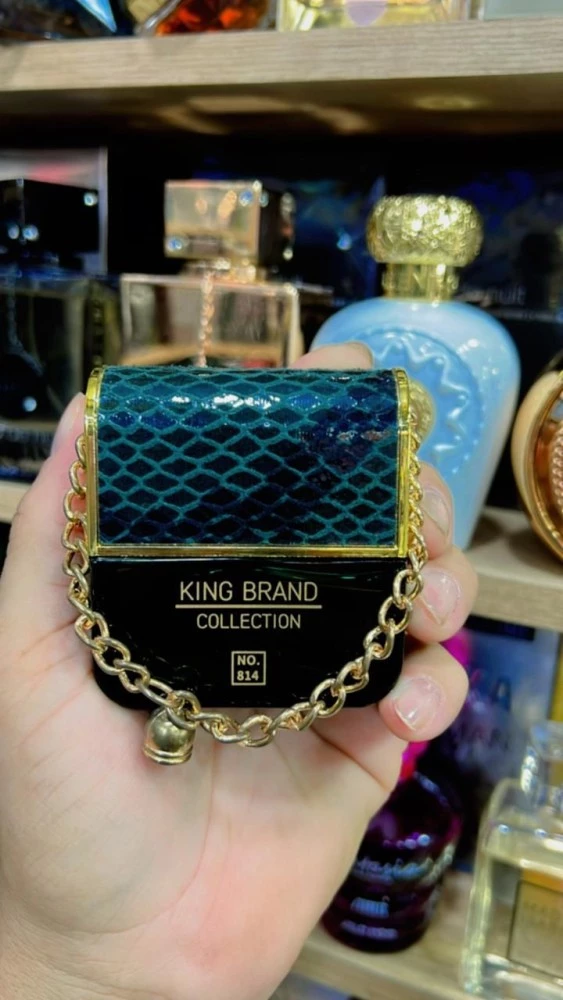 KING BRAND
COLLECTION
NO.
814